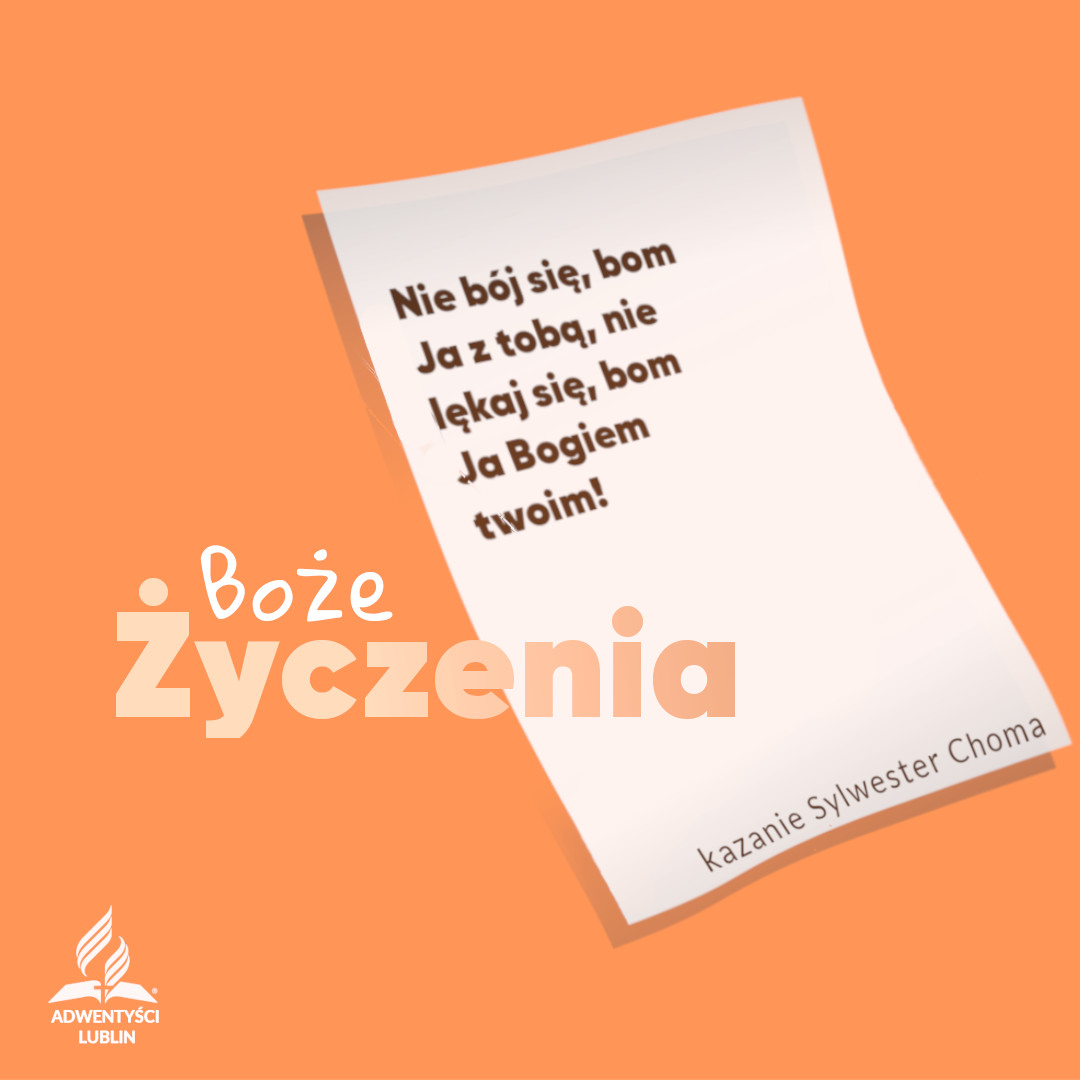 Nie bój się, bom
Ja z tobą, nie
lękaj się, bom
Ja Bogiem
twoim!
Boże
Życzenia
kazanie Sylwester Choma
ADWENTYŚCI
LUBLIN